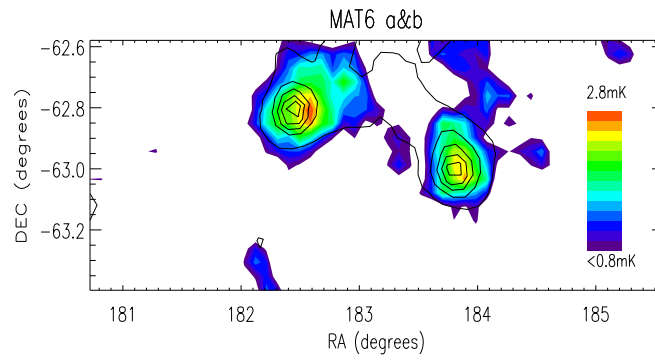 MAT6 a&b
−62.6
−62.8
−63.0
−63.2
DEC (degrees)
2.8mK
<0.8mK
181 182 183 184 185
RA (degrees)